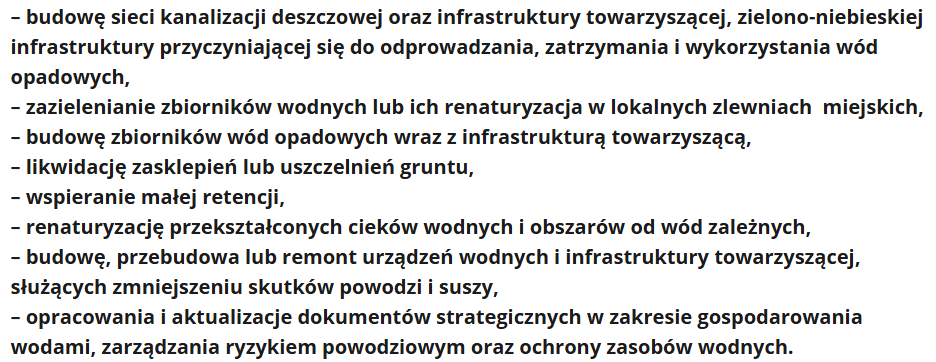 – budowę sieci kanalizacji deszczowej oraz infrastruktury towarzyszącej, zielono-niebieskiej
infrastruktury przyczyniającej się do odprowadzania, zatrzymania i wykorzystania wód
opadowych,
– zazielenianie zbiorników wodnych lub ich renaturyzacja w lokalnych zlewniach  miejskich,
– budowę zbiorników wód opadowych wraz z infrastrukturą towarzyszącą,
– likwidację zasklepień lub uszczelnień gruntu,
– wspieranie małej retencji,
– renaturyzację przekształconych cieków wodnych i obszarów od wód zależnych,
– budowę, przebudowa lub remont urządzeń wodnych i infrastruktury towarzyszącej,
służących zmniejszeniu skutków powodzi i suszy,
– opracowania i aktualizacje dokumentów strategicznych w zakresie gospodarowania
wodami, zarządzania ryzykiem powodziowym oraz ochrony zasobów wodnych.